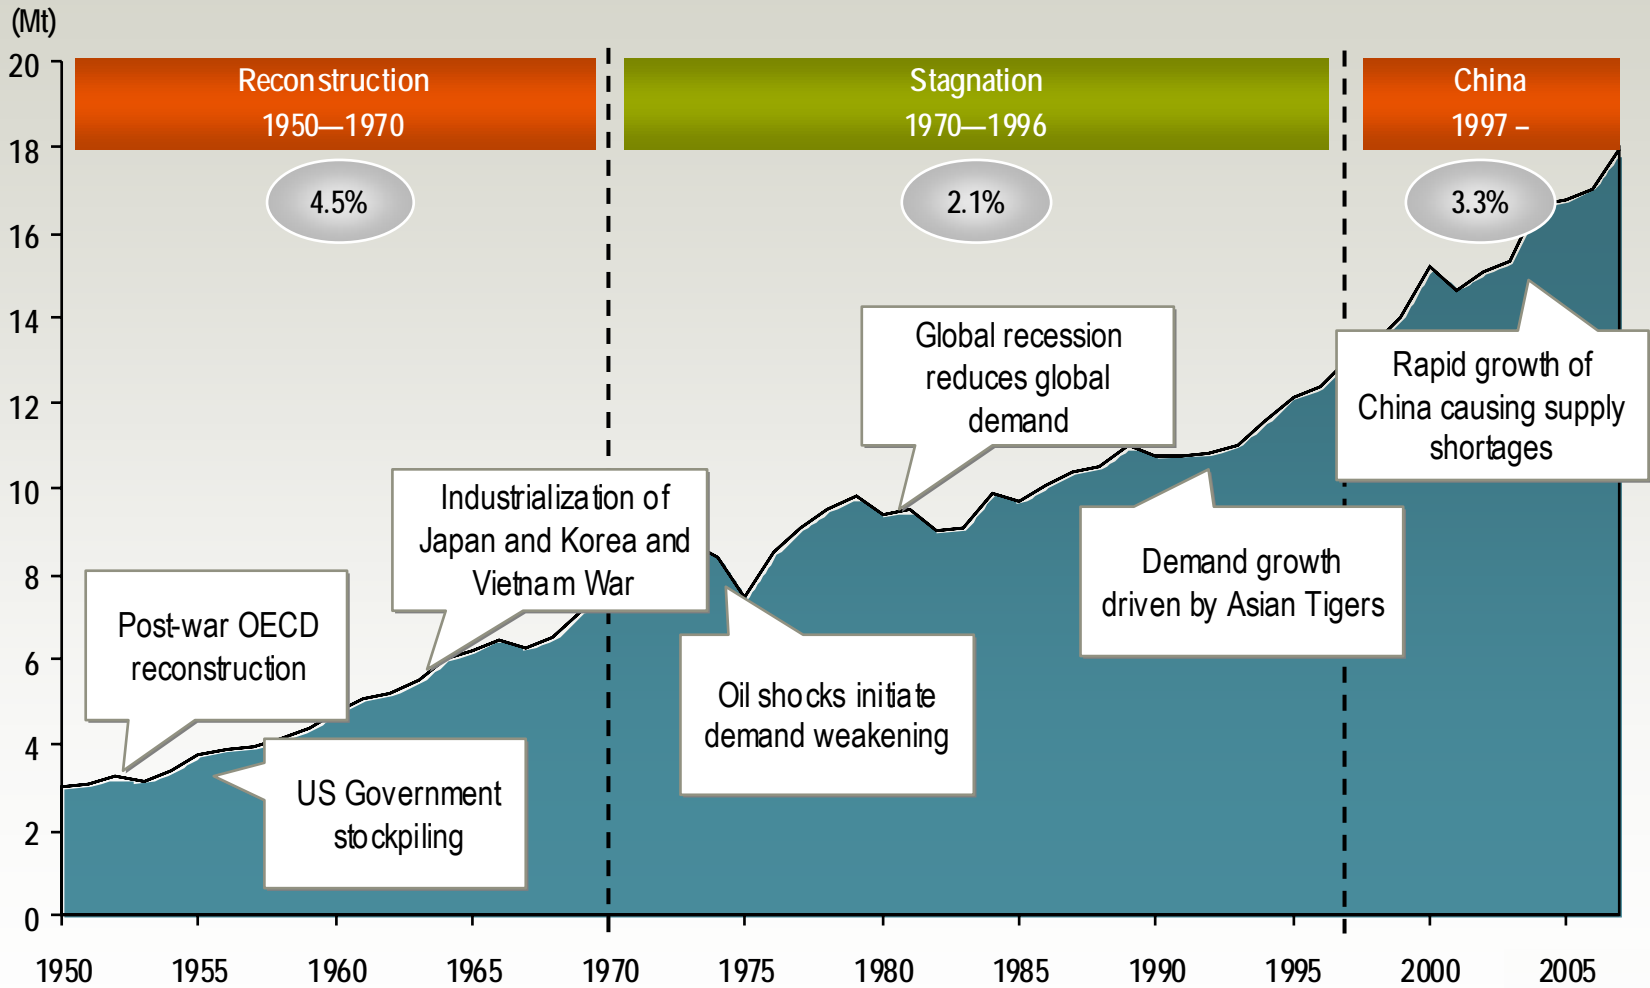 (Mt)
20
18
16
14
12
10
8
6
4
2
0
Reconstruction
1950—1970
4.5%
Stagnation
1970—1996
2.1%
China
1997 –
3.3%
Post-war OECD
reconstruction
US Government
stockpiling
Industrialization of
Japan and Korea and
Vietnam War
Oil shocks initiate
demand weakening
Global recession
reduces global
demand
Demand growth
driven by Asian Tigers
Rapid growth of
China causing supply
shortages
1950 1955 1960 1965 1970 1975 1980 1985 1990 1995 2000 2005